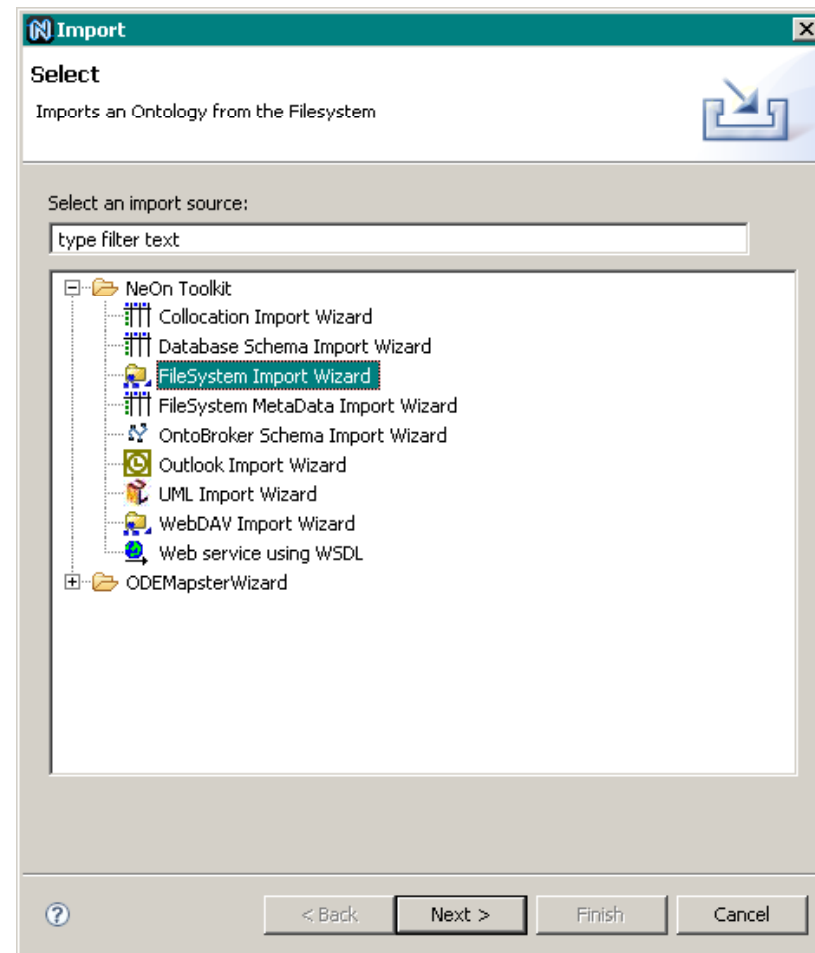 Import
Select
Imports an Ontology from the Filesystem
Select an import source:
type filter text
NeOn Toolkit
Collocation Import Wizard
Database Schema Import Wizard
FileSystem Import Wizard
FileSystem MetaData Import Wizard
OntoBroker Schema Import Wizard
Outlook Import Wizard
UML Import Wizard
WebDAV Import Wizard
Web service using WSDL
ODEMapsterWizard
< Back Next > Finish Cancel